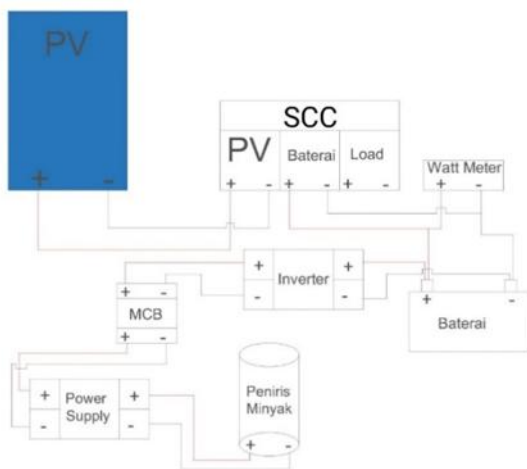 PV
+ -
SCC
PV Baterai Load
+ - + - + -
Watt Meter
+ -
+ Inverter +
- -
+ -
MCB
+ -
+ -
Baterai
+ Power Supply +
- -
Peniris
Minyak
+ -